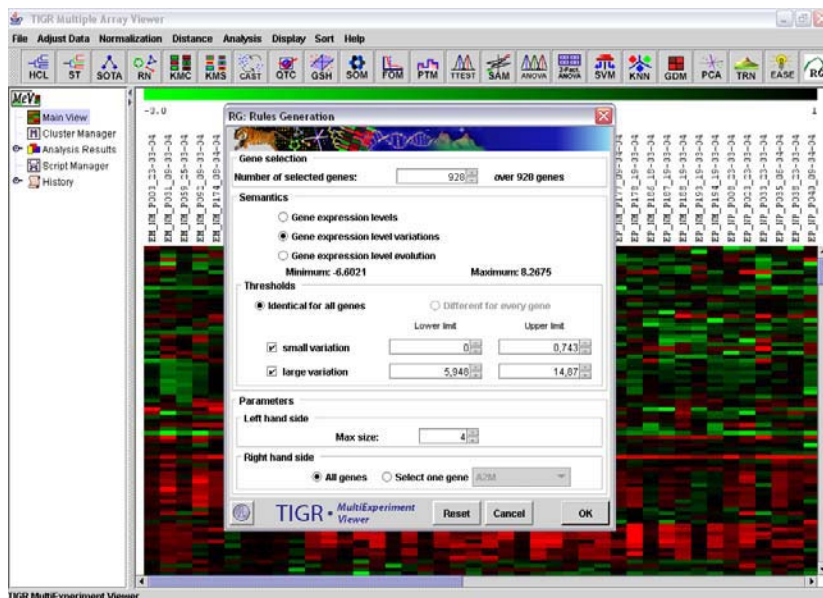 TIGR Multiple Array Viewer
File Adjust Data Normalization Distance Analysis Display Sort Help
HCL ST SOTA RN KMC KMS CAST QTC GSH SOM FOM PTM TTEST SAM ANOVA 2-Fact. ANOVA SVM KNN GDM PCA TRN EASE RG
MeV
Main View
Cluster Manager
Analysis Results
Script Manager
History
-3.0
RG: Rules Generation
Gene selection
Number of selected genes: 928 over 928 genes
Semantics
Gene expression levels
Gene expression level variations
Gene expression level evolution
Minimum: -6.6021 Maximum: 8.2675
Thresholds
Identical for all genes Different for every gene
Lower limit Upper limit
small variation 0 0,743
large variation 5,948 14,87
Parameters
Left hand side
Max size: 4
Right hand side
All genes Select one gene A2M
TIGR MultiExperiment Viewer Reset Cancel OK
TIGR MultiExperiment Viewer